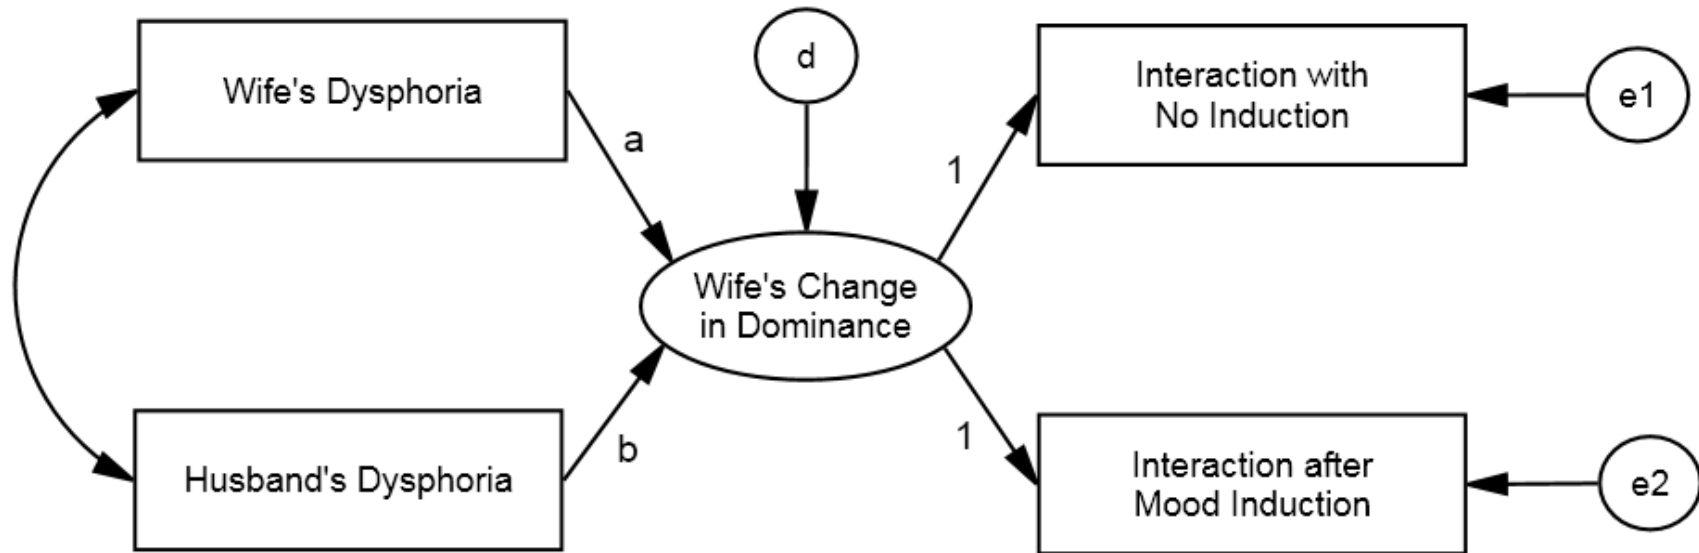 Wife's Dysphoria
d
Interaction with
No Induction
e1
a
1
Wife's Change
in Dominance
b
1
Husband's Dysphoria
Interaction after
Mood Induction
e2